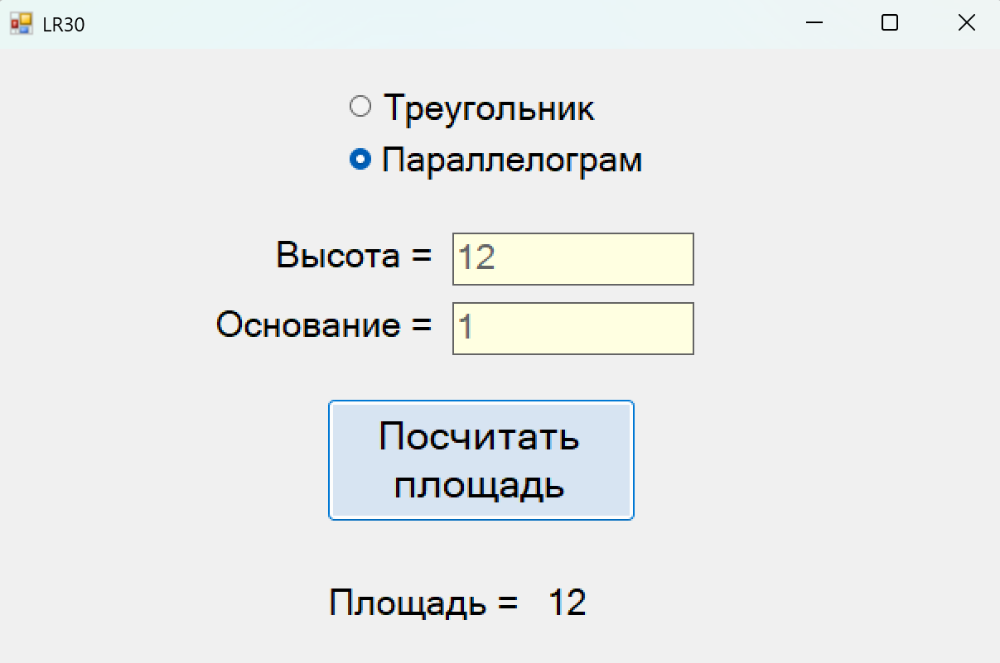 LR30
Треугольник
Параллелограм
Высота = 12
Основание = 1
Посчитать
площадь
Площадь = 12